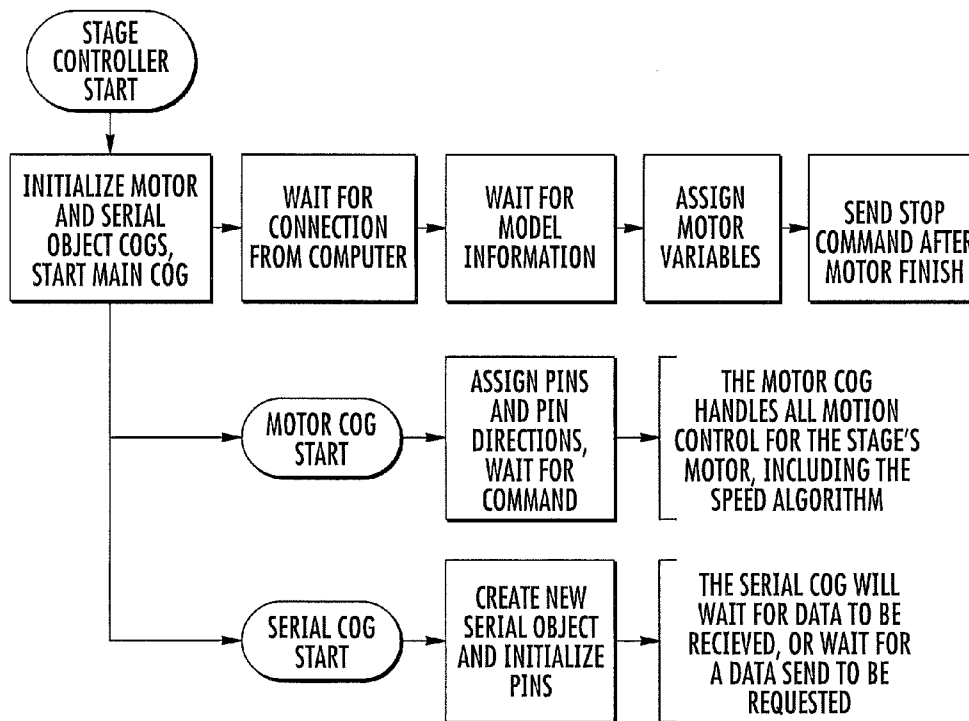 STAGE
CONTROLLER
START
INITIALIZE MOTOR
AND SERIAL
OBJECT COGS,
START MAIN COG
WAIT FOR
CONNECTION
FROM COMPUTER
WAIT FOR
MODEL
INFORMATION
ASSIGN
MOTOR
VARIABLES
SEND STOP
COMMAND AFTER
MOTOR FINISH
MOTOR COG
START
ASSIGN PINS
AND PIN
DIRECTIONS,
WAIT FOR
COMMAND
THE MOTOR COG
HANDLES ALL MOTION
CONTROL FOR THE STAGE'S
MOTOR, INCLUDING THE
SPEED ALGORITHM
SERIAL COG
START
CREATE NEW
SERIAL OBJECT
AND INITIALIZE
PINS
THE SERIAL COG WILL
WAIT FOR DATA TO BE
RECIEVED, OR WAIT FOR
A DATA SEND TO BE
REQUESTED